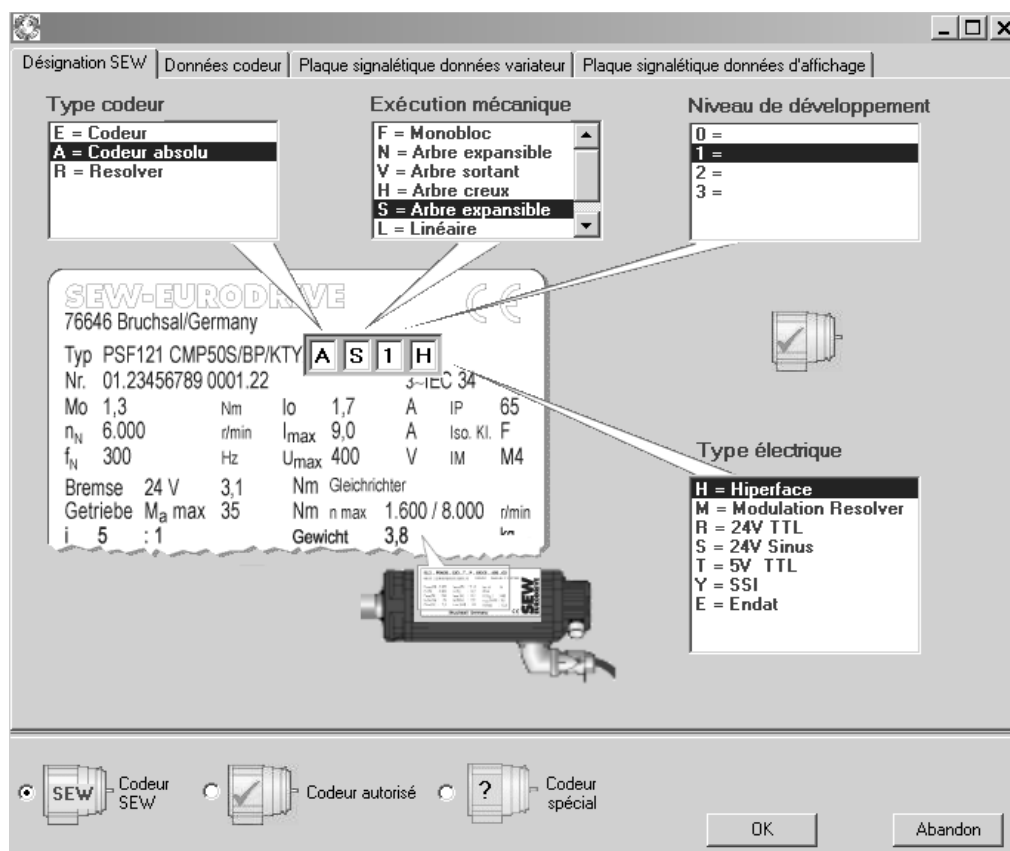 Désignation SEW Données codeur Plaque signalétique données variateur Plaque signalétique données d'affichage
Type codeur
E = Codeur
A = Codeur absolu
R = Resolver
Exécution mécanique
F = Monobloc
N = Arbre expansible
V = Arbre sortant
H = Arbre creux
S = Arbre expansible
L = Linéaire
Niveau de développement
0 =
1 =
2 =
3 =
SEW-EURODRIVE CE
76646 Bruchsal/Germany
Typ PSF121 CMP50S/BP/KTY A S 1 H
Nr. 01.23456789 0001.22 3~IEC 34
Mo 1,3 Nm Io 1,7 A IP 65
nN 6.000 r/min Imax 9,0 A Iso. Kl. F
fN 300 Hz Umax 400 V IM M4
Bremse 24 V 3,1 Nm Gleichrichter
Getriebe Ma max 35 Nm n max 1.600 / 8.000 r/min
i 5 :1 Gewicht 3,8 kg
Type électrique
H = Hiperface
M = Modulation Resolver
R = 24V TTL
S = 24V Sinus
T = 5V TTL
Y = SSI
E = Endat
SEW
EURODRIVE
SEW Codeur SEW
Codeur autorisé
? Codeur spécial
OK Abandon